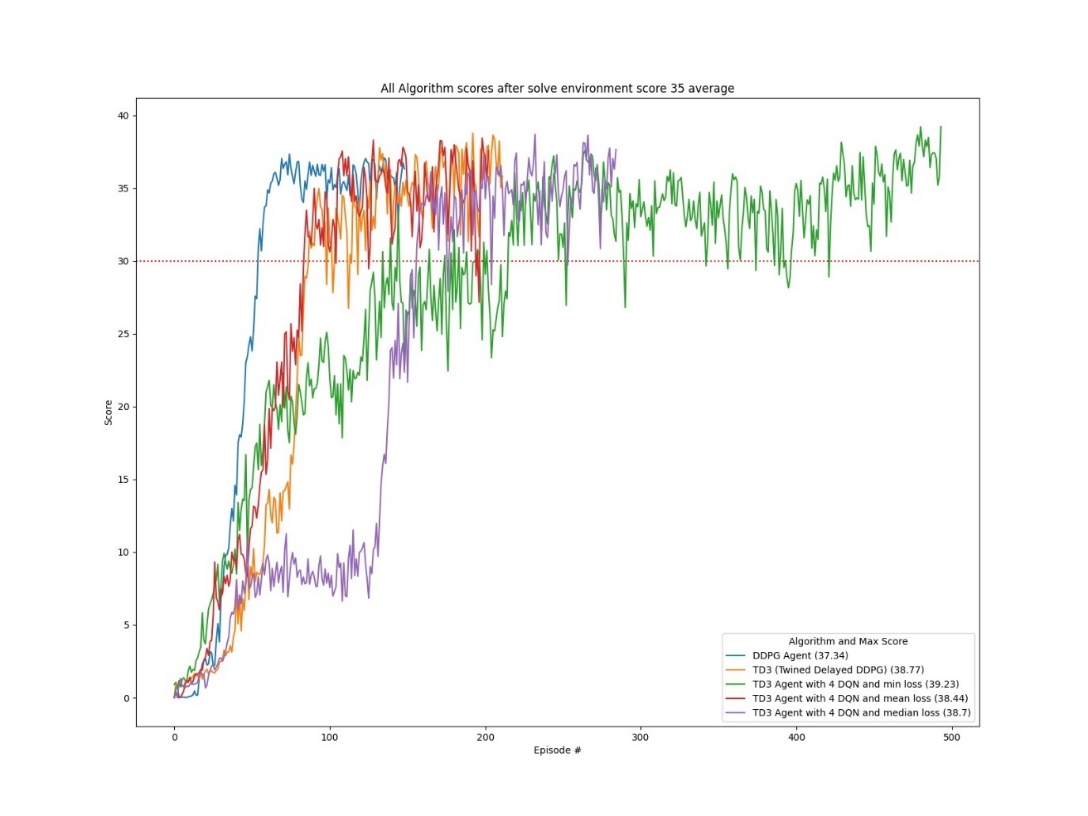 All Algorithm scores after solve environment score 35 average
40
35
30
25
20
15
10
5
0
Score
0 100 200 300 400 500
Episode #
Algorithm and Max Score
DDPG Agent (37.34)
TD3 (Twined Delayed DDPG) (38.77)
TD3 Agent with 4 DQN and min loss (39.23)
TD3 Agent with 4 DQN and mean loss (38.44)
TD3 Agent with 4 DQN and median loss (38.7)